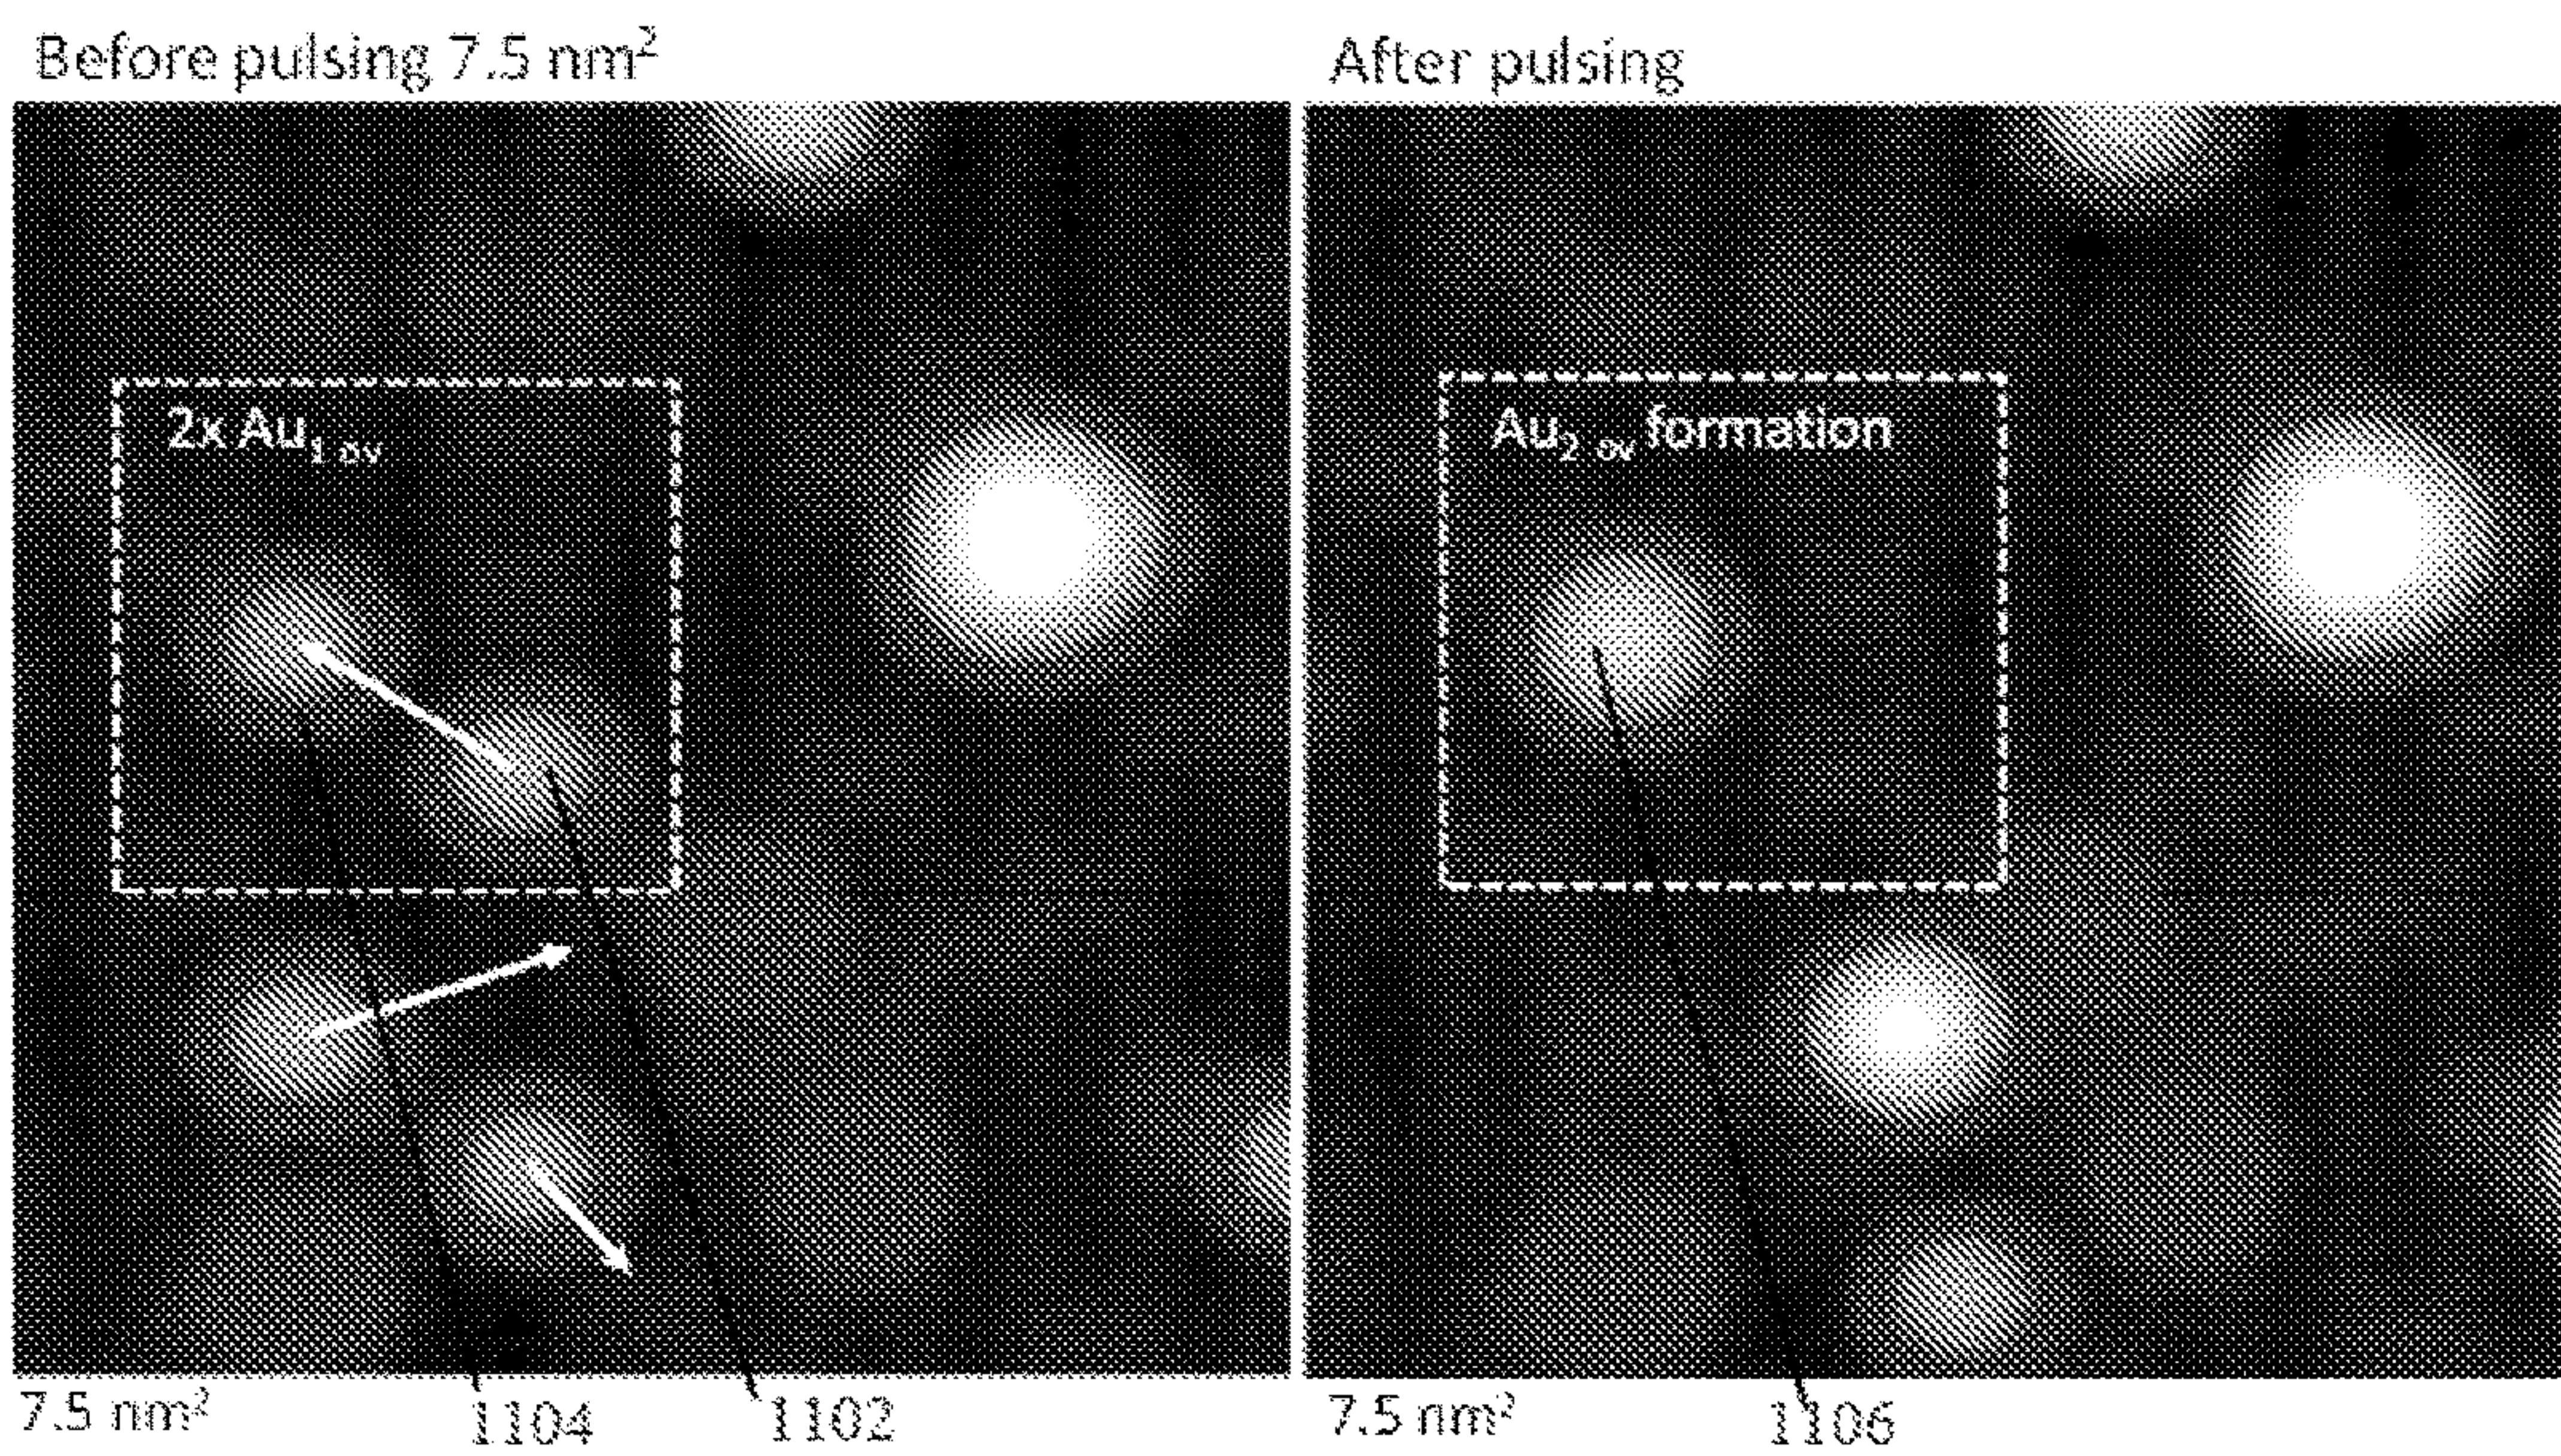 Before pulsing 7.5 nm²
After pulsing
2x Au₁ ₒᵥ
Au₂ ₒᵥ formation
7.5 nm²
1104
1102
7.5 nm²
1106